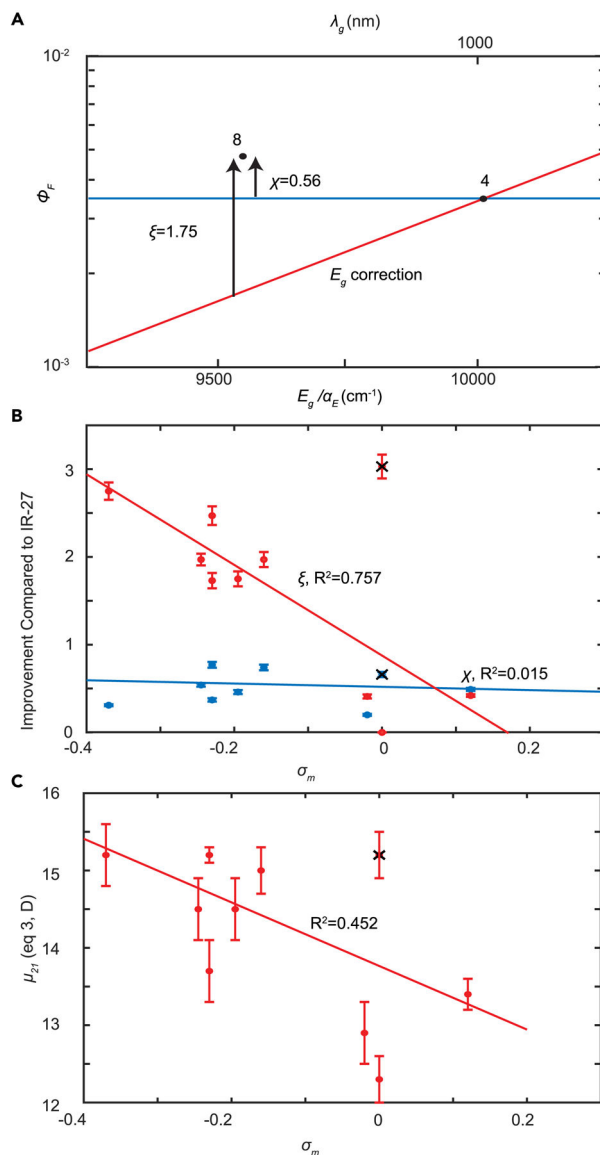 A
λg (nm)
1000
10⁻²
8
χ=0.56
4
ΦF
ξ=1.75
Eg correction
10⁻³
9500
10000
Eg/αE (cm⁻¹)
B
3
2
1
0
Improvement Compared to IR-27
ξ, R²=0.757
χ, R²=0.015
-0.4
-0.2
0
0.2
σm
C
16
15
14
13
12
μ21 (eq 3, D)
R²=0.452
-0.4
-0.2
0
0.2
σm